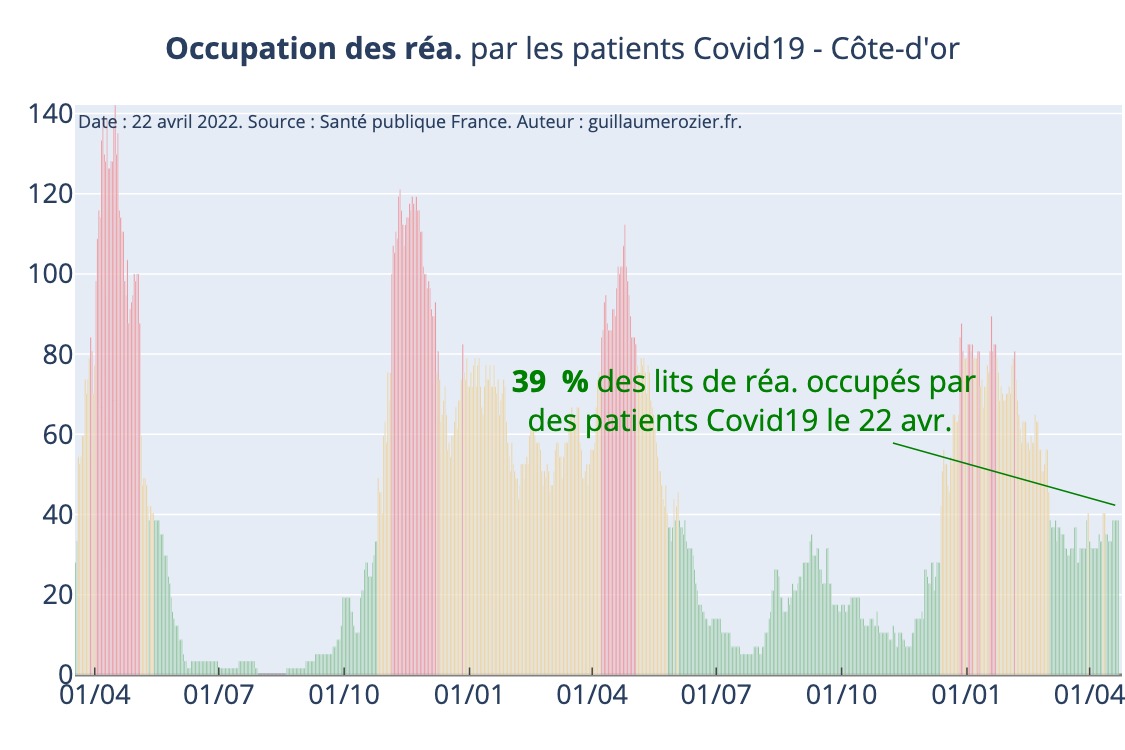 Occupation des réa. par les patients Covid19 - Côte-d'or
140
Date : 22 avril 2022. Source : Santé publique France. Auteur : guillaumerozier.fr.
120
100
80
39 % des lits de réa. occupés par
des patients Covid19 le 22 avr.
60
40
20
0
01/04 01/07 01/10 01/01 01/04 01/07 01/10 01/01 01/04